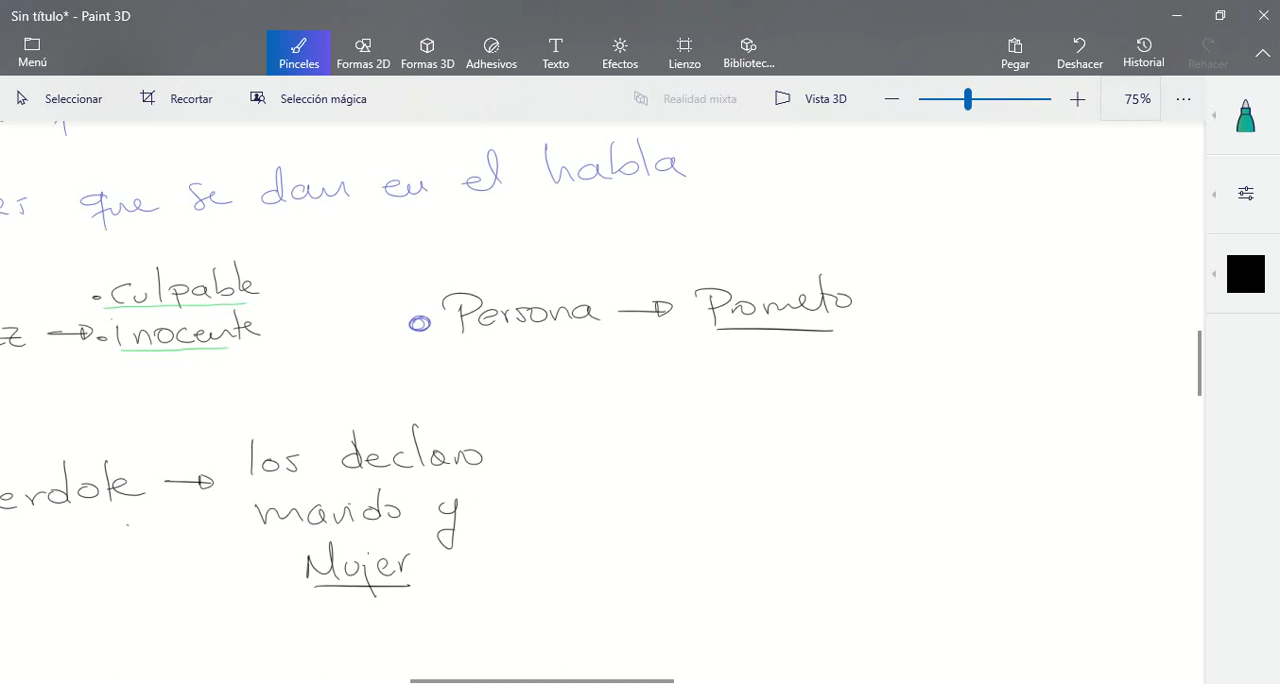 Sin título* - Paint 3D
Menú
Pinceles
Formas 2D
Formas 3D
Adhesivos
Texto
Efectos
Lienzo
Bibliotec...
Pegar
Deshacer
Historial
Rehacer
Seleccionar
Recortar
Selección mágica
Realidad mixta
Vista 3D
75%
es que se dan en el habla
.culpable
z → .inocente
Persona → Prometo
erdote → los declaro
marido y
Mujer